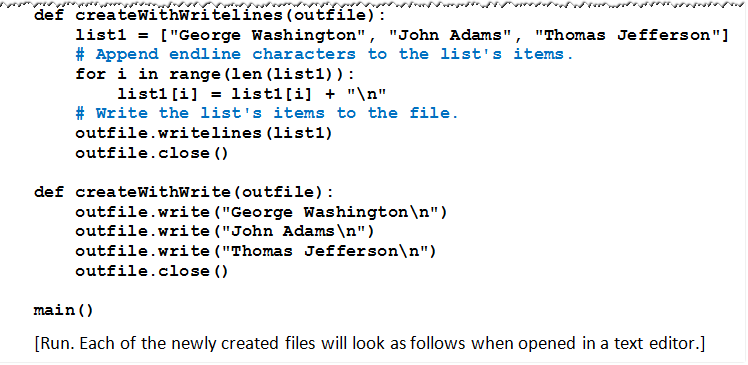 def createWithWritelines(outfile):
    list1 = ["George Washington", "John Adams", "Thomas Jefferson"]
    # Append endline characters to the list's items.
    for i in range(len(list1)):
        list1[i] = list1[i] + "\n"
    # Write the list's items to the file.
    outfile.writelines(list1)
    outfile.close()
def createWithWrite(outfile):
    outfile.write("George Washington\n")
    outfile.write("John Adams\n")
    outfile.write("Thomas Jefferson\n")
    outfile.close()
main()
[Run. Each of the newly created files will look as follows when opened in a text editor.]